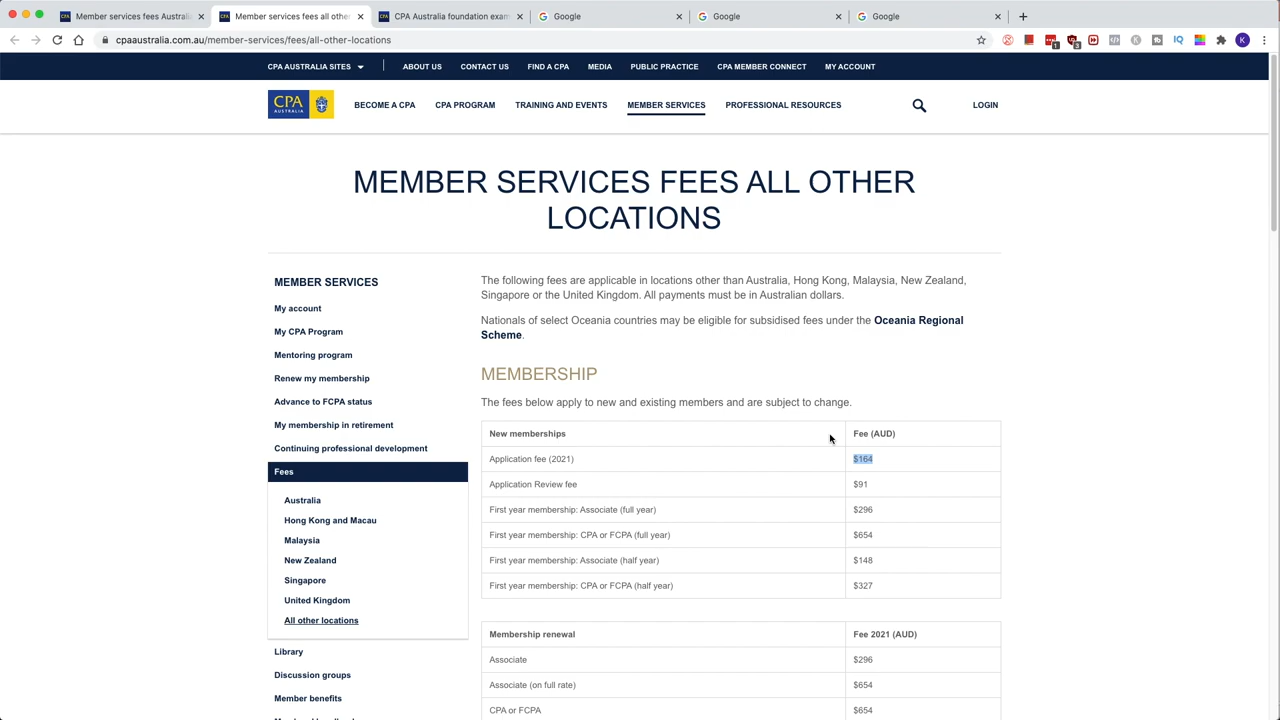 Member services fees Australi
Member services fees all othe
CPA Australia foundation exam
Google
Google
Google
cpaaustralia.com.au/member-services/fees/all-other-locations
CPA AUSTRALIA SITES
ABOUT US
CONTACT US
FIND A CPA
MEDIA
PUBLIC PRACTICE
CPA MEMBER CONNECT
MY ACCOUNT
CPA
AUSTRALIA
BECOME A CPA
CPA PROGRAM
TRAINING AND EVENTS
MEMBER SERVICES
PROFESSIONAL RESOURCES
LOGIN
MEMBER SERVICES FEES ALL OTHER
LOCATIONS
MEMBER SERVICES
My account
My CPA Program
Mentoring program
Renew my membership
Advance to FCPA status
My membership in retirement
Continuing professional development
Fees
Australia
Hong Kong and Macau
Malaysia
New Zealand
Singapore
United Kingdom
All other locations
Library
Discussion groups
Member benefits
The following fees are applicable in locations other than Australia, Hong Kong, Malaysia, New Zealand,
Singapore or the United Kingdom. All payments must be in Australian dollars.
Nationals of select Oceania countries may be eligible for subsidised fees under the Oceania Regional
Scheme.
MEMBERSHIP
The fees below apply to new and existing members and are subject to change.
New memberships Fee (AUD)
Application fee (2021) $164
Application Review fee $91
First year membership: Associate (full year) $296
First year membership: CPA or FCPA (full year) $654
First year membership: Associate (half year) $148
First year membership: CPA or FCPA (half year) $327
Membership renewal Fee 2021 (AUD)
Associate $296
Associate (on full rate) $654
CPA or FCPA $654